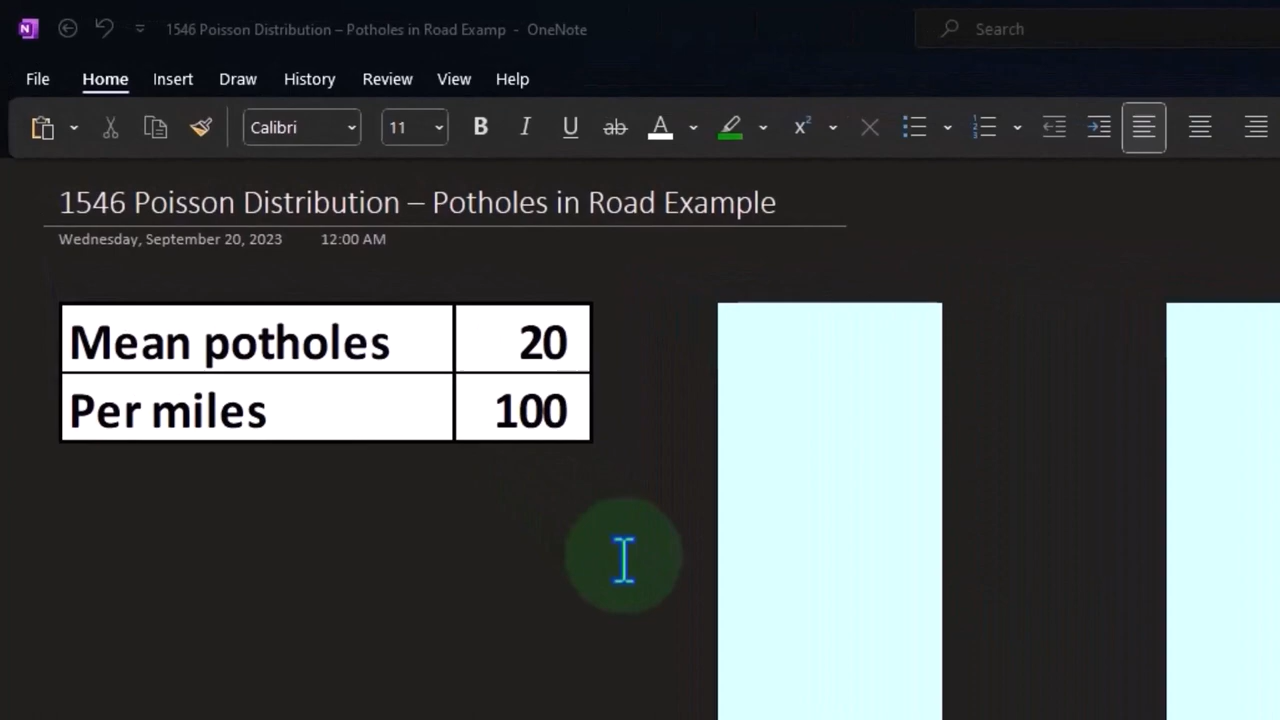 1546 Poisson Distribution – Potholes in Road Examp - OneNote
Search
File Home Insert Draw History Review View Help
Calibri 11 B I U ab A x²
1546 Poisson Distribution – Potholes in Road Example
Wednesday, September 20, 2023 12:00 AM
Mean potholes 20
Per miles 100